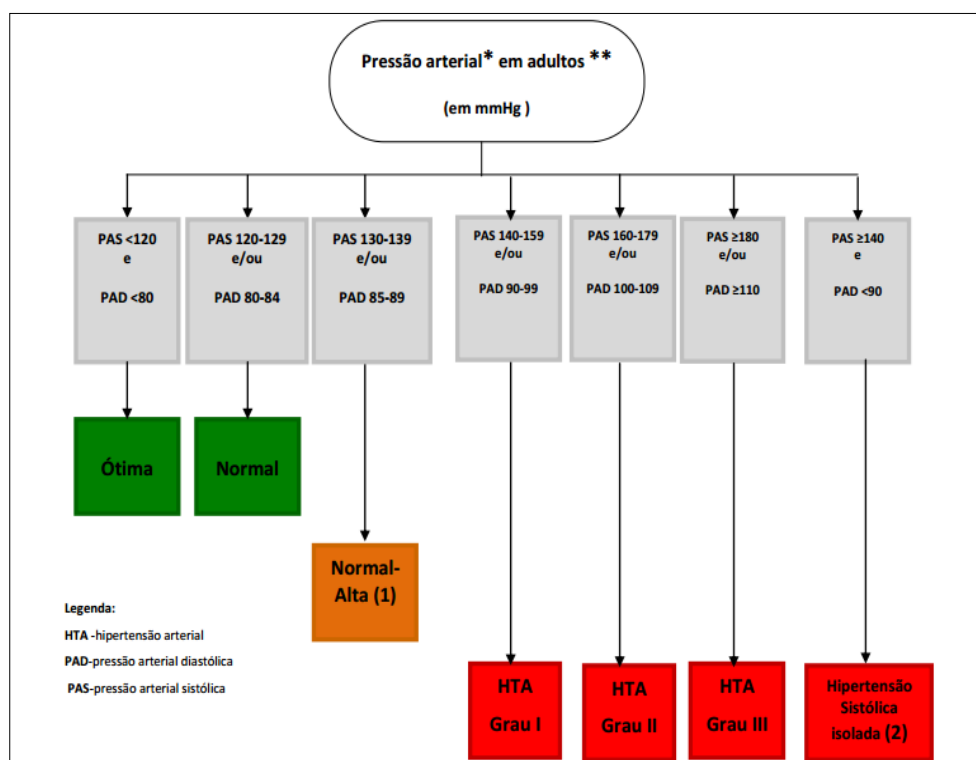 Pressão arterial* em adultos **
(em mmHg )
PAS <120
e
PAD <80
PAS 120-129
e/ou
PAD 80-84
PAS 130-139
e/ou
PAD 85-89
PAS 140-159
e/ou
PAD 90-99
PAS 160-179
e/ou
PAD 100-109
PAS ≥180
e/ou
PAD ≥110
PAS ≥140
e
PAD <90
Ótima
Normal
Normal-
Alta (1)
Legenda:
HTA -hipertensão arterial
PAD-pressão arterial diastólica
PAS-pressão arterial sistólica
HTA
Grau I
HTA
Grau II
HTA
Grau III
Hipertensão
Sistólica
isolada (2)